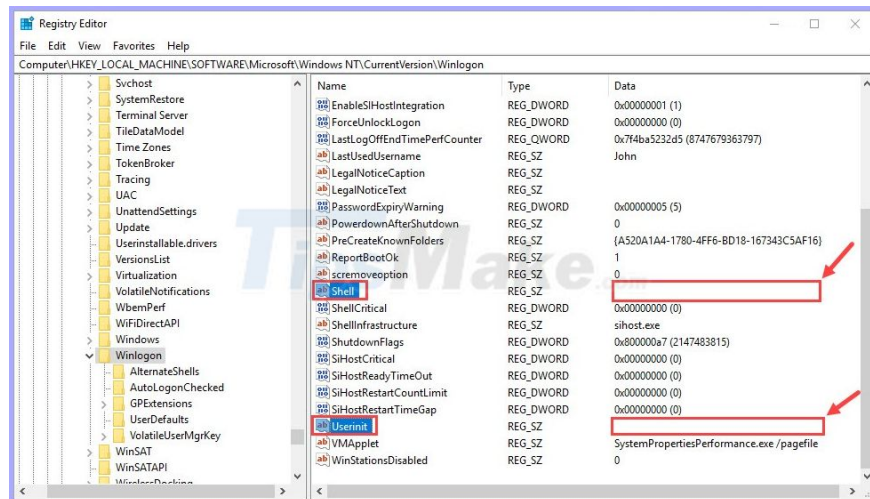 Registry Editor
File Edit View Favorites Help
Computer\HKEY_LOCAL_MACHINE\SOFTWARE\Microsoft\Windows NT\CurrentVersion\Winlogon
Svchost
SystemRestore
Terminal Server
TileDataModel
Time Zones
TokenBroker
Tracing
UAC
UnattendSettings
Update
Userinstallable.drivers
VersionsList
Virtualization
VolatileNotifications
WbemPerf
WiFiDirectAPI
Windows
Winlogon
AlternateShells
AutoLogonChecked
GPExtensions
UserDefaults
VolatileUserMgrKey
WinSAT
WinSATAPI
WirelessDocking
Name Type Data
EnableSIHostIntegration REG_DWORD 0x00000001 (1)
ForceUnlockLogon REG_DWORD 0x00000000 (0)
LastLogOffEndTimePerfCounter REG_QWORD 0x7f4ba5232d5 (8747679363797)
LastUsedUsername REG_SZ John
LegalNoticeCaption REG_SZ
LegalNoticeText REG_SZ
PasswordExpiryWarning REG_DWORD 0x00000005 (5)
PowerdownAfterShutdown REG_SZ 0
PreCreateKnownFolders REG_SZ {A520A1A4-1780-4FF6-BD18-167343C5AF16}
ReportBootOk REG_SZ 1
scremoveoption REG_SZ 0
Shell REG_SZ
ShellCritical REG_DWORD 0x00000000 (0)
ShellInfrastructure REG_SZ sihost.exe
ShutdownFlags REG_DWORD 0x800000a7 (2147483815)
SiHostCritical REG_DWORD 0x00000000 (0)
SiHostReadyTimeOut REG_DWORD 0x00000000 (0)
SiHostRestartCountLimit REG_DWORD 0x00000000 (0)
SiHostRestartTimeGap REG_DWORD 0x00000000 (0)
Userinit REG_SZ
VMApplet REG_SZ SystemPropertiesPerformance.exe /pagefile
WinStationsDisabled REG_SZ 0
TipsMake.com